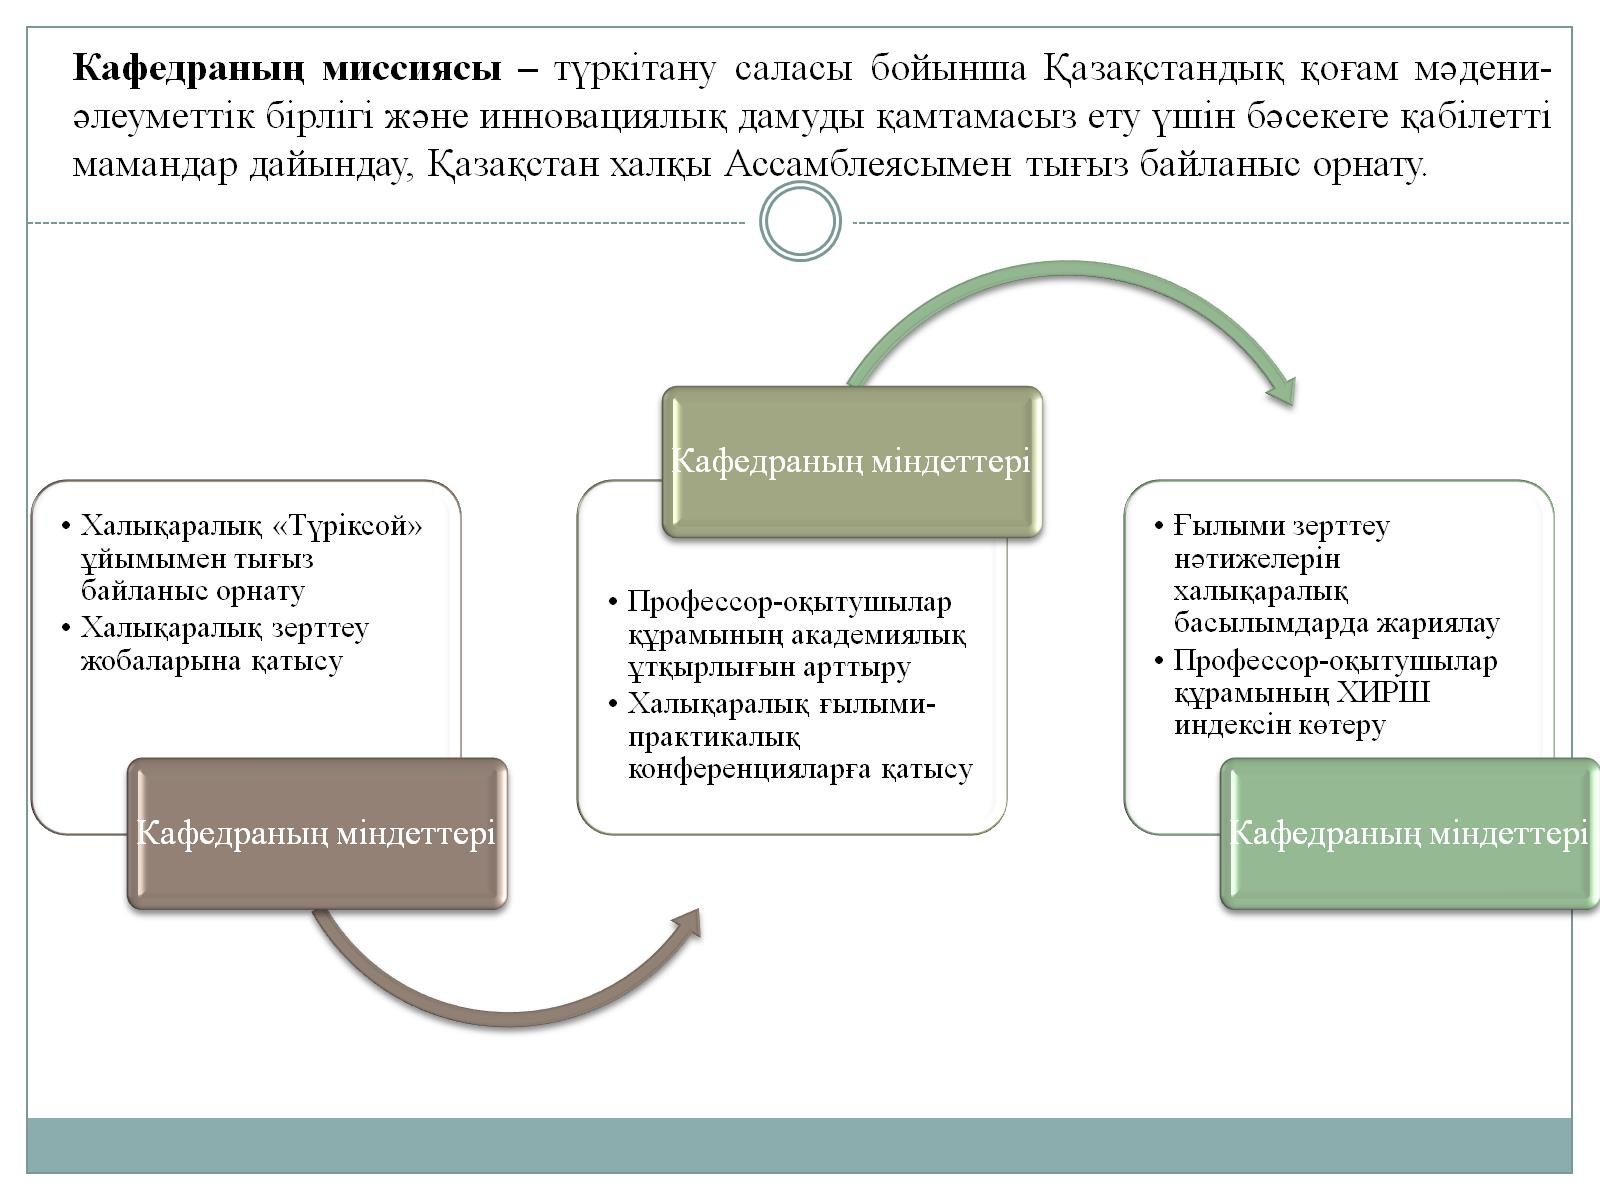 Кафедраның миссиясы – түркітану саласы бойынша Қазақстандық қоғам мәдени-
әлеуметтік бірлігі және инновациялық дамуды қамтамасыз ету үшін бәсекеге қабілетті
мамандар дайындау, Қазақстан халқы Ассамблеясымен тығыз байланыс орнату.
• Халықаралық «Түріксой»
ұйымымен тығыз
байланыс орнату
• Халықаралық зерттеу
жобаларына қатысу
Кафедраның міндеттері
Кафедраның міндеттері
• Профессор-оқытушылар
құрамының академиялық
ұтқырлығын арттыру
• Халықаралық ғылыми-
практикалық
конференцияларға қатысу
• Ғылыми зерттеу
нәтижелерін
халықаралық
басылымдарда жариялау
• Профессор-оқытушылар
құрамының ХИРШ
индексін көтеру
Кафедраның міндеттері